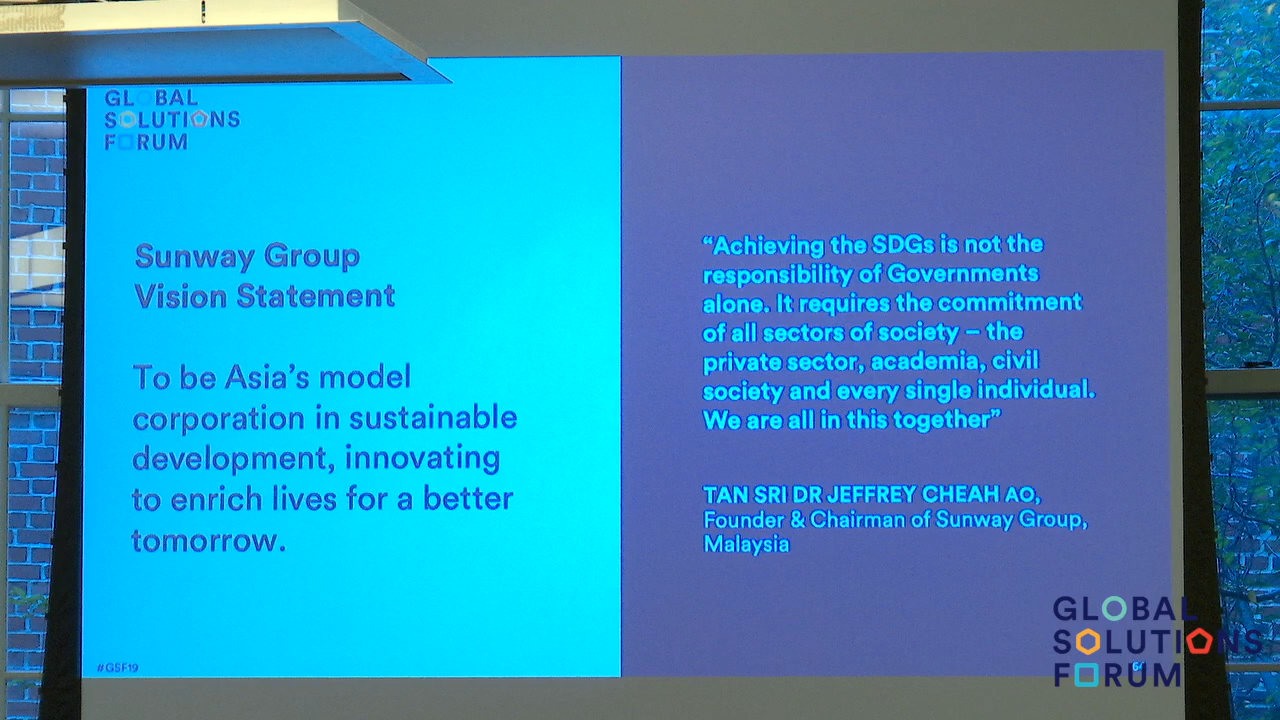 GLOBAL
SOLUTIONS
FORUM
Sunway Group
Vision Statement
To be Asia's model
corporation in sustainable
development, innovating
to enrich lives for a better
tomorrow.
#GSF19
“Achieving the SDGs is not the
responsibility of Governments
alone. It requires the commitment
of all sectors of society – the
private sector, academia, civil
society and every single individual.
We are all in this together”
TAN SRI DR JEFFREY CHEAH AO,
Founder & Chairman of Sunway Group,
Malaysia
GLOBAL
SOLUTIONS
FORUM